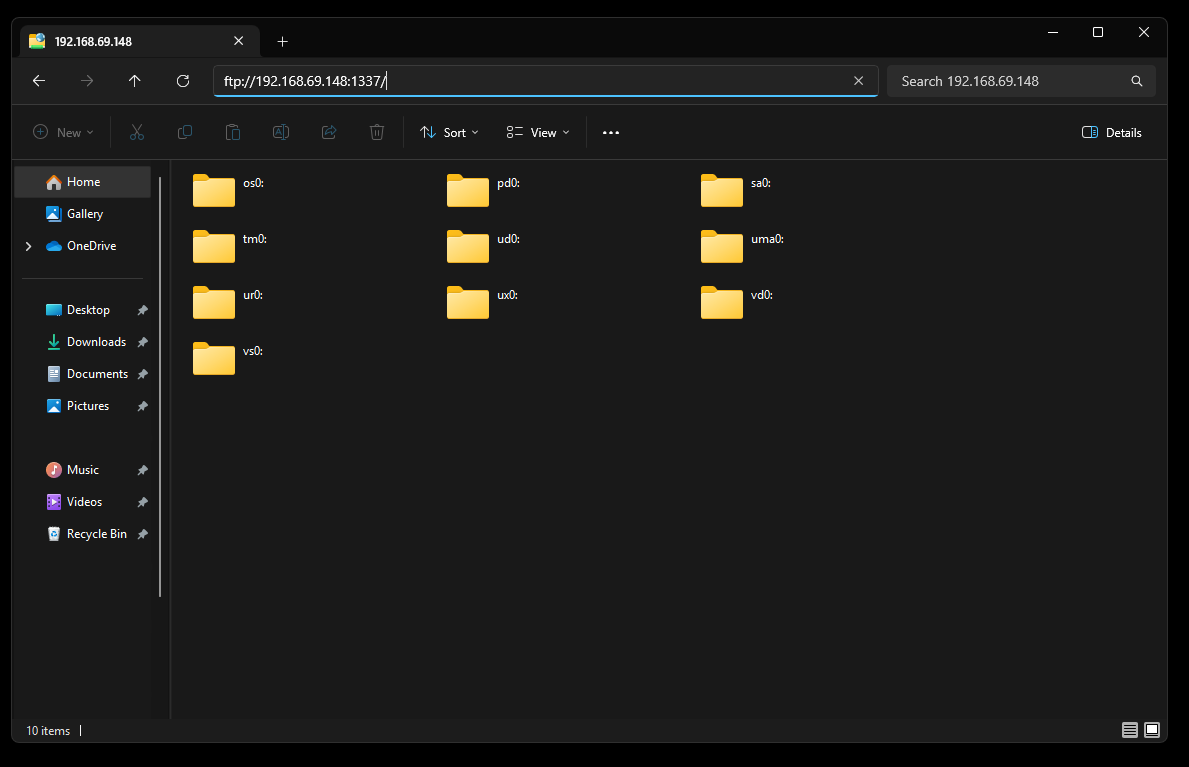 192.168.69.148
ftp://192.168.69.148:1337/
Search 192.168.69.148
New
Sort
View
Details
Home
Gallery
OneDrive
Desktop
Downloads
Documents
Pictures
Music
Videos
Recycle Bin
os0:
pd0:
sa0:
tm0:
ud0:
uma0:
ur0:
ux0:
vd0:
vs0:
10 items